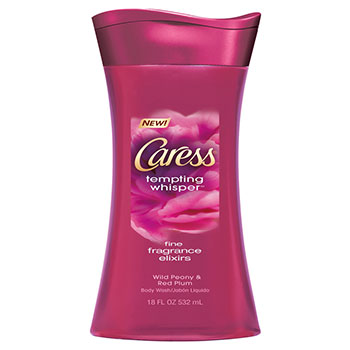 NEW!
Caress
tempting
whisper™
fine
fragrance
elixirs
Wild Peony &
Red Plum
Body Wash/Jabón Líquido
18 FL OZ 532 mL